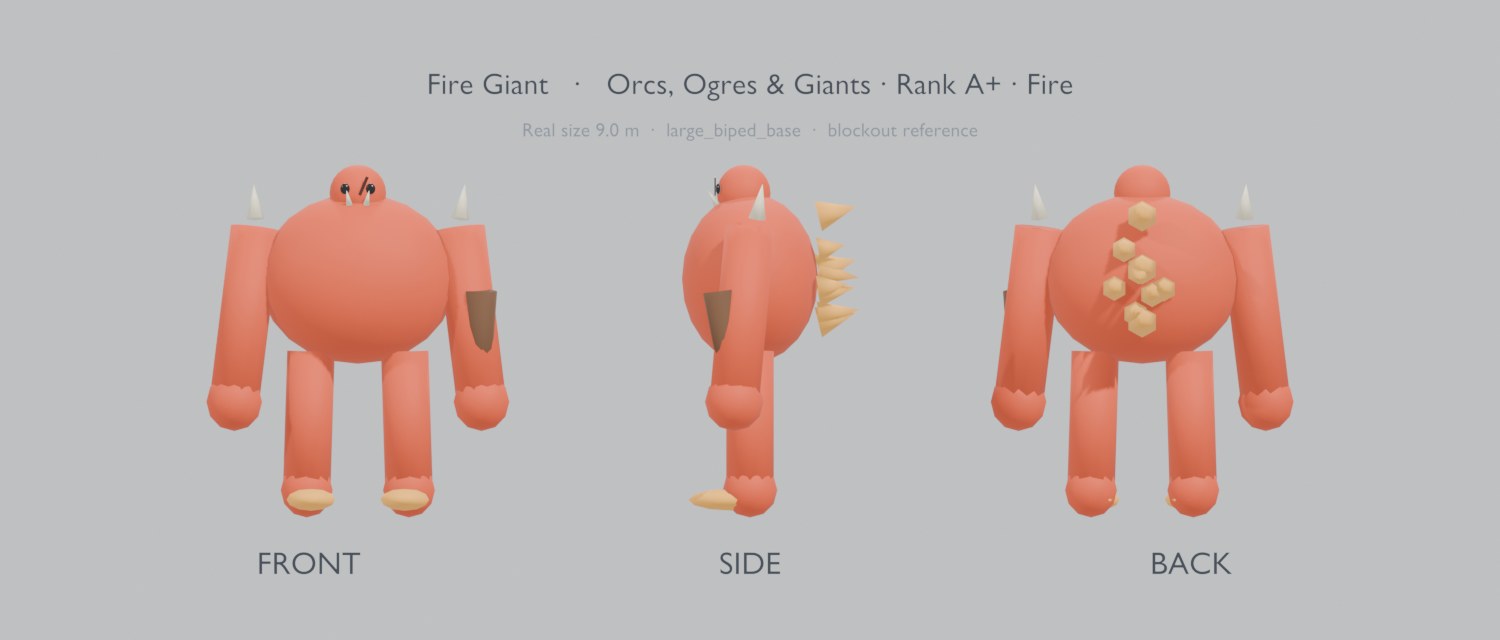 Fire Giant · Orcs, Ogres & Giants · Rank A+ · Fire
Real size 9.0 m · large_biped_base · blockout reference
FRONT
SIDE
BACK